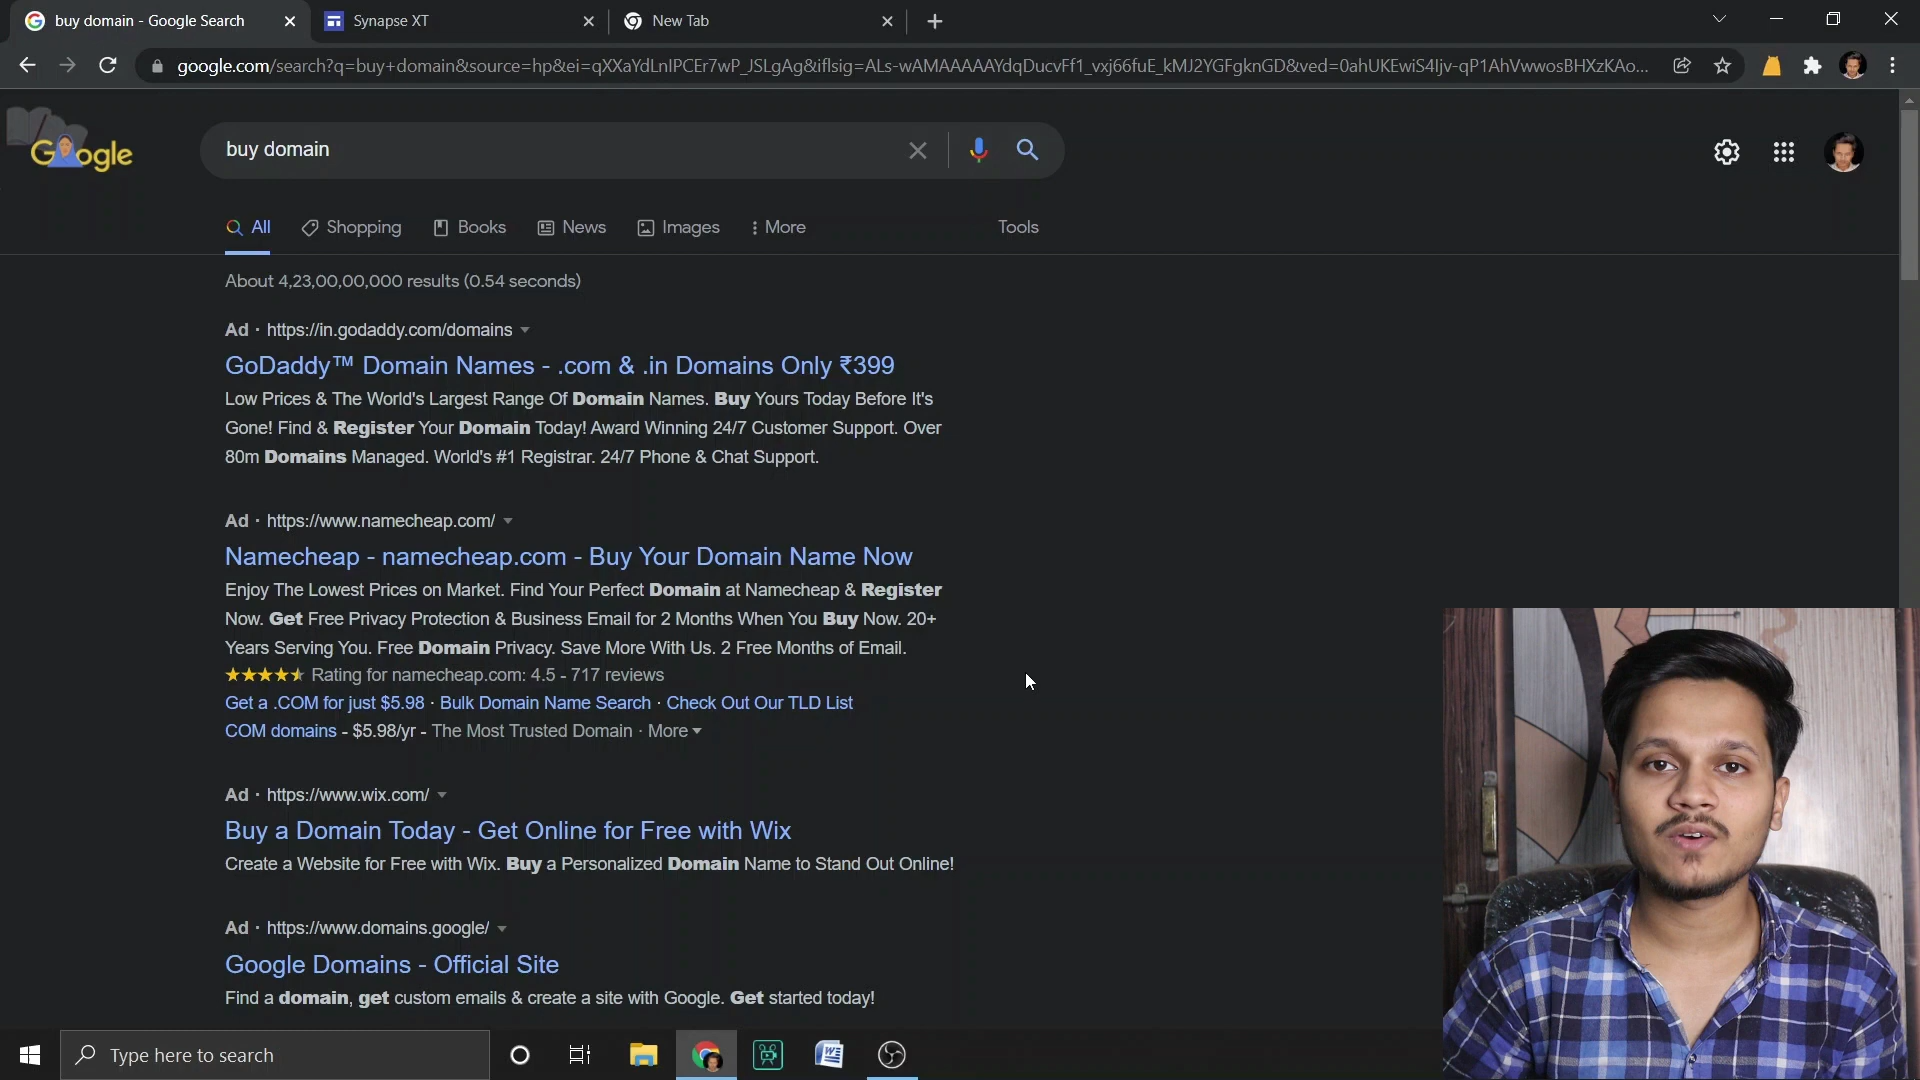 buy domain - Google Search
Synapse XT
New Tab
google.com/search?q=buy+domain&source=hp&ei=qXXaYdLnIPCEr7wP_JSLgAg&iflsig=ALs-wAMAAAAAYdqDucvFf1_vxj66fuE_kMJ2YGFgknGD&ved=0ahUKEwiS4Ijv-qP1AhVwwosBHXzKAo...
Google
buy domain
All Shopping Books News Images More Tools
About 4,23,00,00,000 results (0.54 seconds)
Ad · https://in.godaddy.com/domains
GoDaddy™ Domain Names - .com & .in Domains Only ₹399
Low Prices & The World's Largest Range Of Domain Names. Buy Yours Today Before It's
Gone! Find & Register Your Domain Today! Award Winning 24/7 Customer Support. Over
80m Domains Managed. World's #1 Registrar. 24/7 Phone & Chat Support.
Ad · https://www.namecheap.com/
Namecheap - namecheap.com - Buy Your Domain Name Now
Enjoy The Lowest Prices on Market. Find Your Perfect Domain at Namecheap & Register
Now. Get Free Privacy Protection & Business Email for 2 Months When You Buy Now. 20+
Years Serving You. Free Domain Privacy. Save More With Us. 2 Free Months of Email.
Rating for namecheap.com: 4.5 - 717 reviews
Get a .COM for just $5.98 · Bulk Domain Name Search · Check Out Our TLD List
COM domains - $5.98/yr - The Most Trusted Domain · More
Ad · https://www.wix.com/
Buy a Domain Today - Get Online for Free with Wix
Create a Website for Free with Wix. Buy a Personalized Domain Name to Stand Out Online!
Ad · https://www.domains.google/
Google Domains - Official Site
Find a domain, get custom emails & create a site with Google. Get started today!
Type here to search